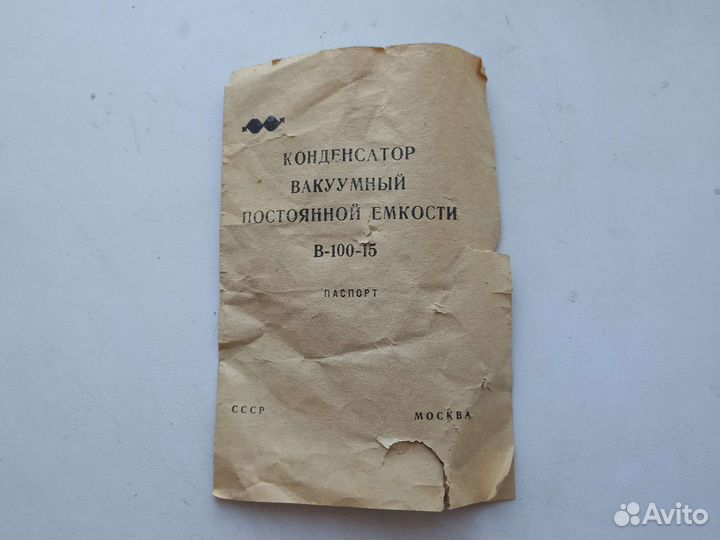 КОНДЕНСАТОР
ВАКУУМНЫЙ
ПОСТОЯННОЙ ЕМКОСТИ
В-100-15
ПАСПОРТ
СССР МОСКВА
Avito